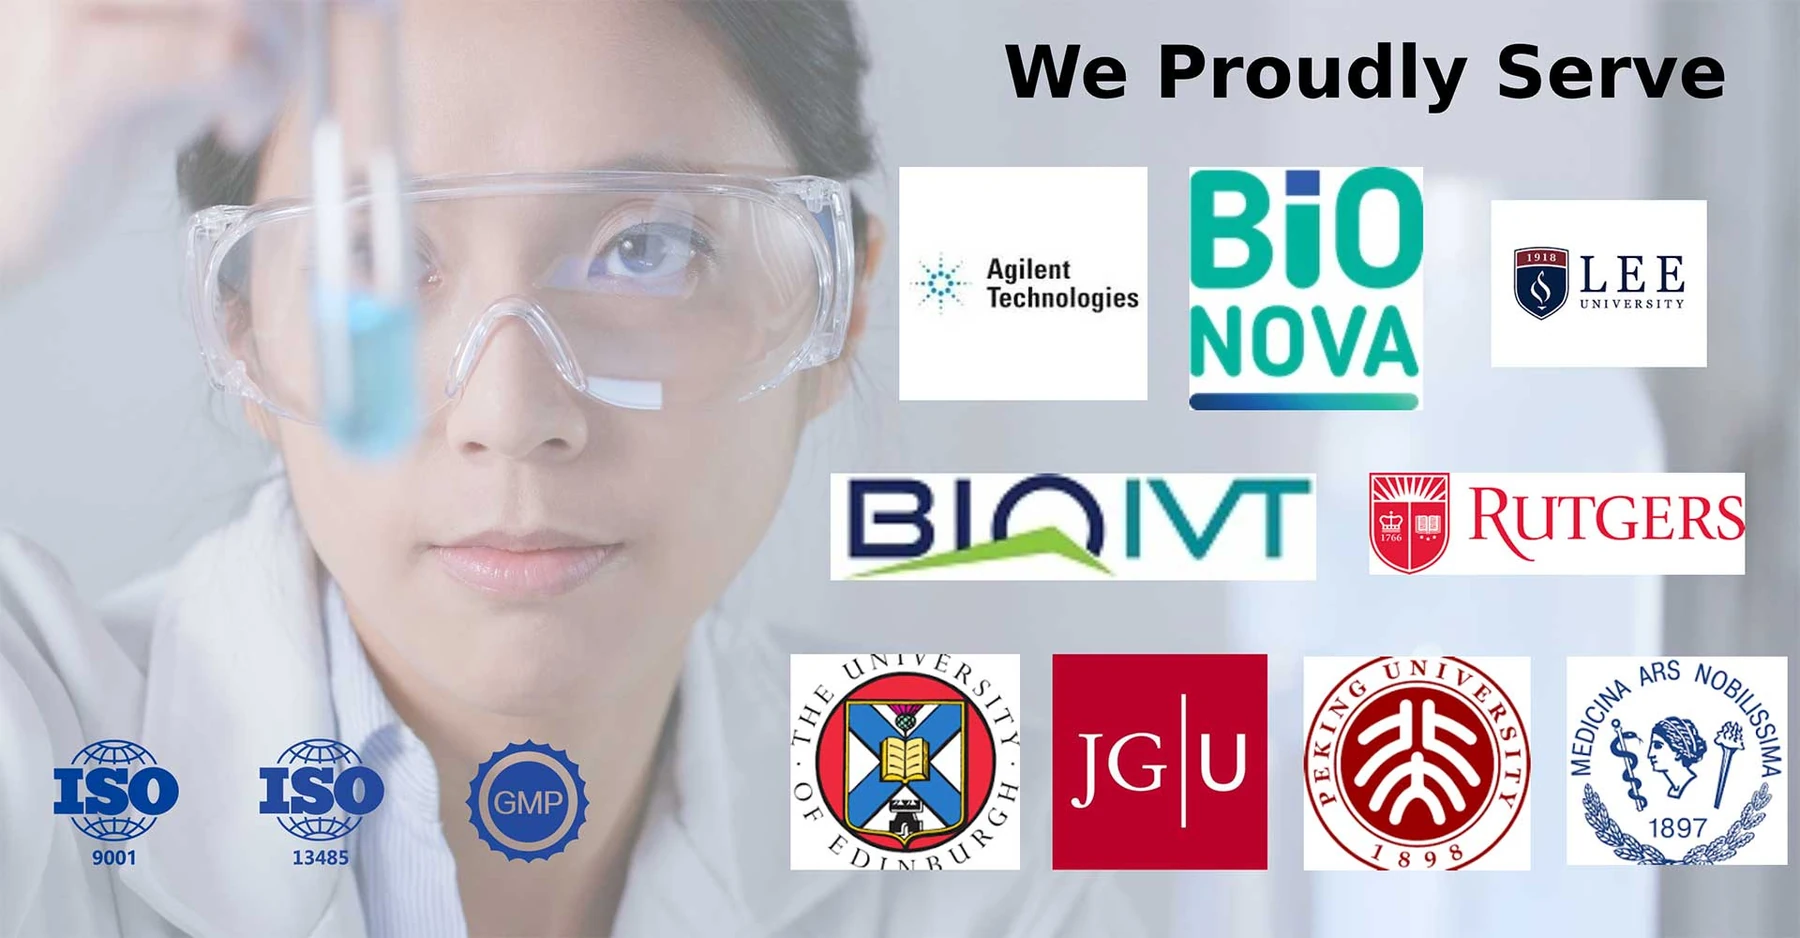 We Proudly Serve
Agilent
Technologies
BiO
NOVA
1918
LEE
UNIVERSITY
BIOIVT
1766
RUTGERS
THE UNIVERSITY
· OF EDINBURGH ·
JG|U
PEKING UNIVERSITY
1898
MEDICINA ARS NOBILISSIMA
1897
ISO
9001
ISO
13485
GMP